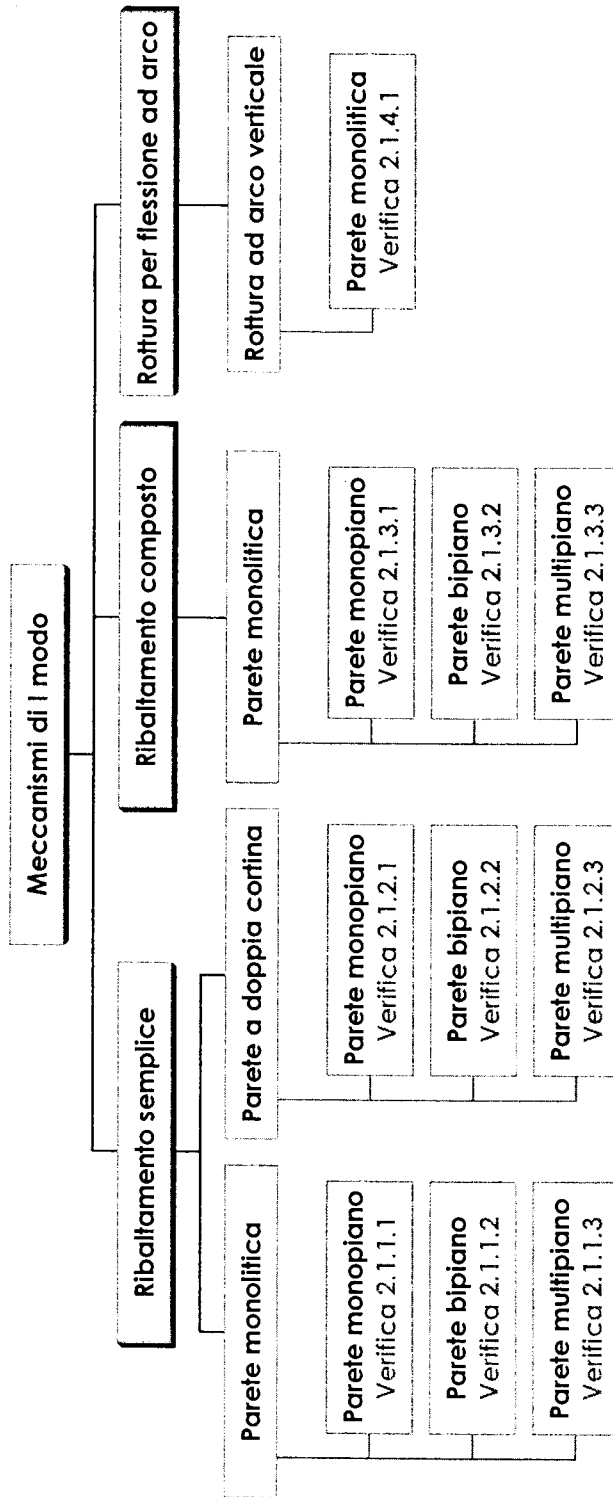 Meccanismi di I modo
Ribaltamento semplice
Ribaltamento composto
Rottura per flessione ad arco
Parete monolitica
Parete a doppia cortina
Parete monolitica
Rottura ad arco verticale
Parete monopiano
Verifica 2.1.1.1
Parete bipiano
Verifica 2.1.1.2
Parete multipiano
Verifica 2.1.1.3
Parete monopiano
Verifica 2.1.2.1
Parete bipiano
Verifica 2.1.2.2
Parete multipiano
Verifica 2.1.2.3
Parete monopiano
Verifica 2.1.3.1
Parete bipiano
Verifica 2.1.3.2
Parete multipiano
Verifica 2.1.3.3
Parete monolitica
Verifica 2.1.4.1